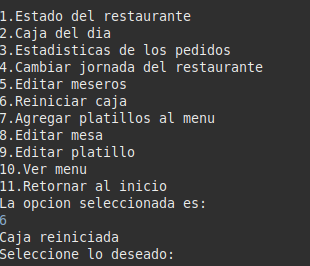 1.Estado del restaurante
2.Caja del dia
3.Estadisticas de los pedidos
4.Cambiar jornada del restaurante
5.Editar meseros
6.Reiniciar caja
7.Agregar platillos al menu
8.Editar mesa
9.Editar platillo
10.Ver menu
11.Retornar al inicio
La opcion seleccionada es:
6
Caja reiniciada
Seleccione lo deseado: